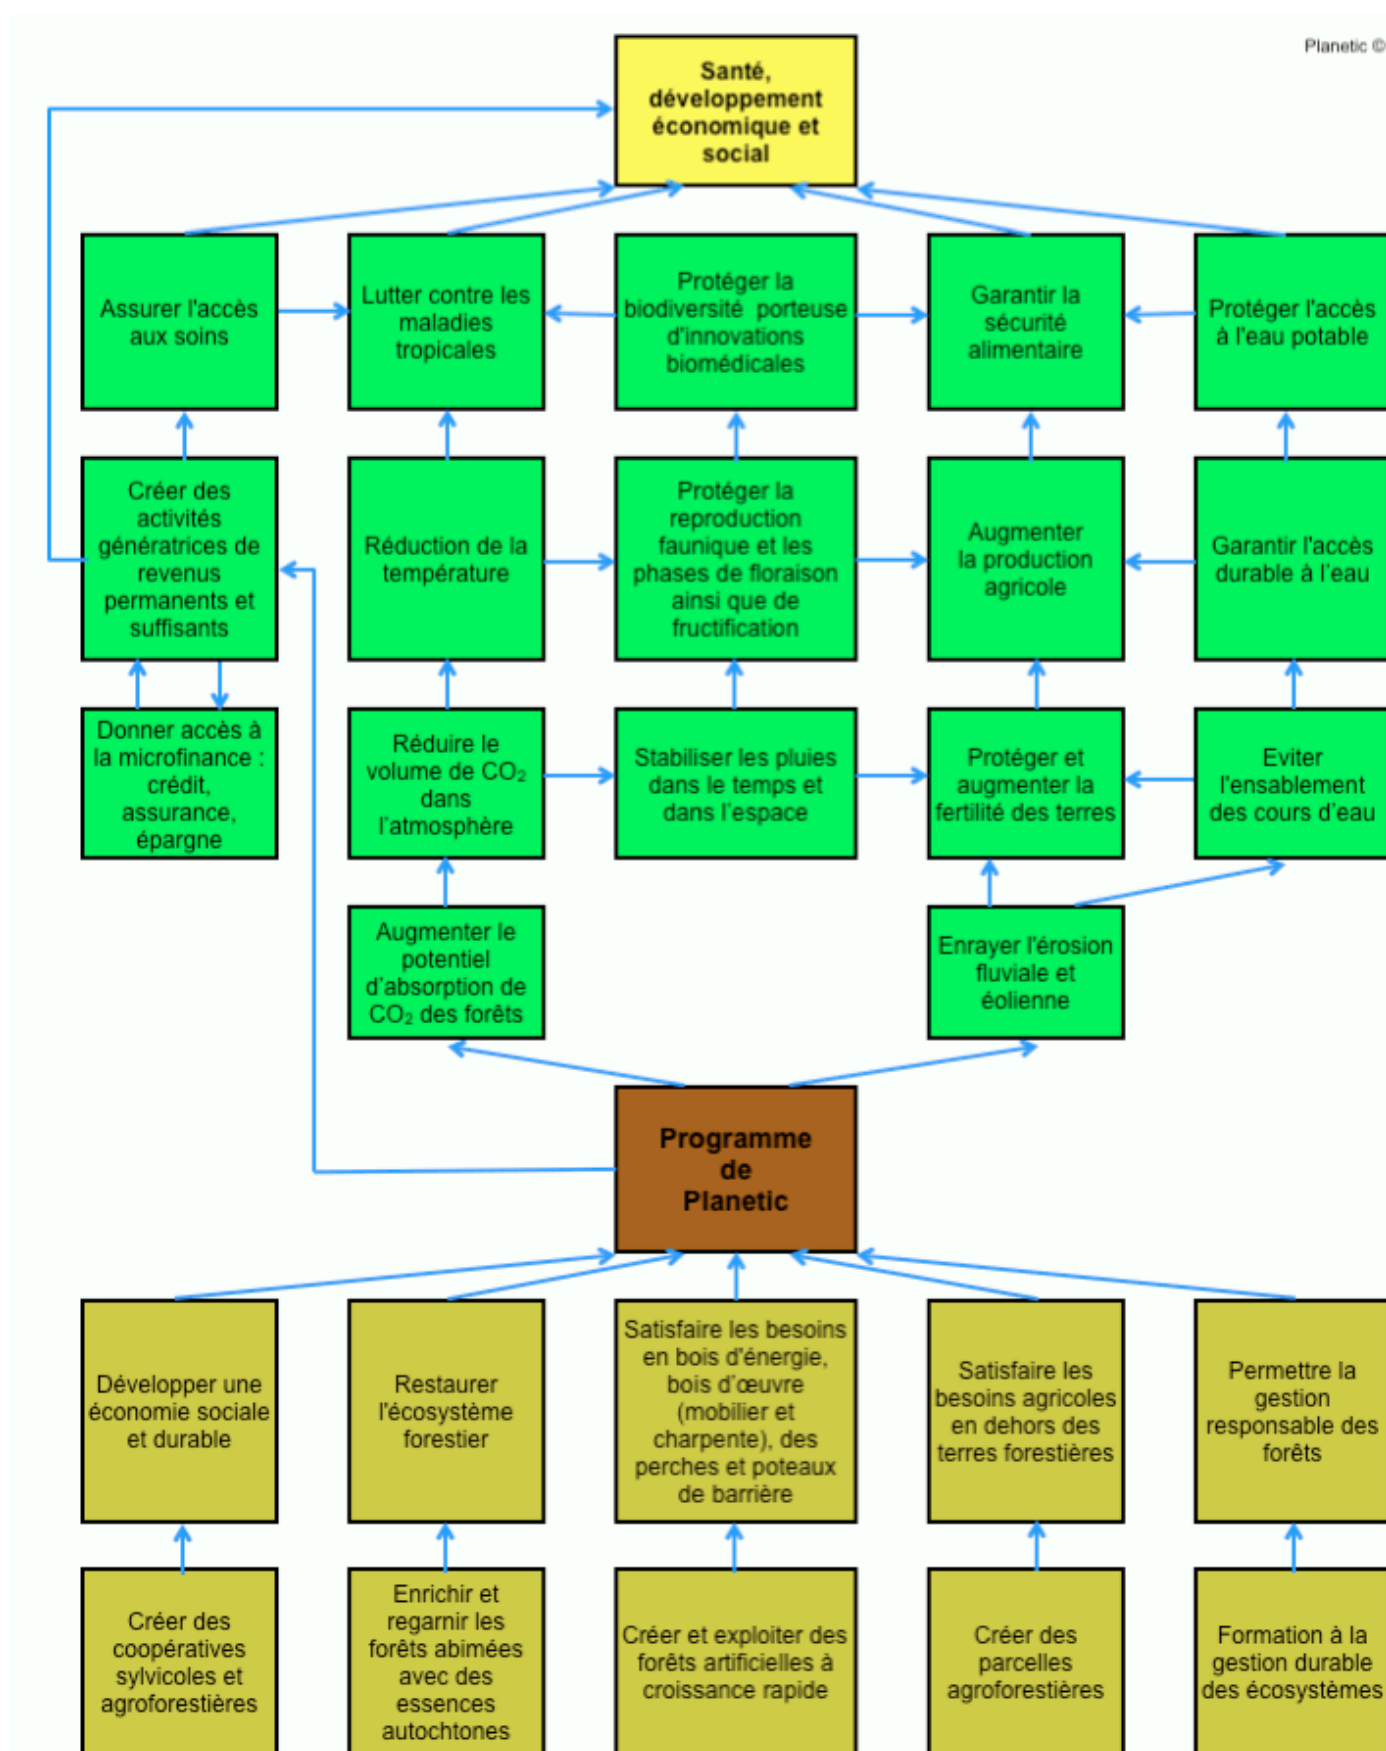 Planetic ©
Santé,
développement
économique et
social
Assurer l'accès
aux soins
Lutter contre les
maladies
tropicales
Protéger la
biodiversité porteuse
d'innovations
biomédicales
Garantir la
sécurité
alimentaire
Protéger l'accès
à l'eau potable
Créer des
activités
génératrices de
revenus
permanents et
suffisants
Réduction de la
température
Protéger la
reproduction
faunique et les
phases de floraison
ainsi que de
fructification
Augmenter
la production
agricole
Garantir l'accès
durable à l'eau
Donner accès à
la microfinance :
crédit,
assurance,
épargne
Réduire le
volume de CO₂
dans
l'atmosphère
Stabiliser les pluies
dans le temps et
dans l'espace
Protéger et
augmenter la
fertilité des terres
Eviter
l'ensablement
des cours d'eau
Augmenter le
potentiel
d'absorption de
CO₂ des forêts
Enrayer l'érosion
fluviale et
éolienne
Programme
de
Planetic
Développer une
économie sociale
et durable
Restaurer
l'écosystème
forestier
Satisfaire les besoins
en bois d'énergie,
bois d'œuvre
(mobilier et
charpente), des
perches et poteaux
de barrière
Satisfaire les
besoins agricoles
en dehors des
terres forestières
Permettre la
gestion
responsable des
forêts
Créer des
coopératives
sylvicoles et
agroforestières
Enrichir et
regarnir les
forêts abimées
avec des
essences
autochtones
Créer et exploiter des
forêts artificielles à
croissance rapide
Créer des
parcelles
agroforestières
Formation à la
gestion durable
des écosystèmes